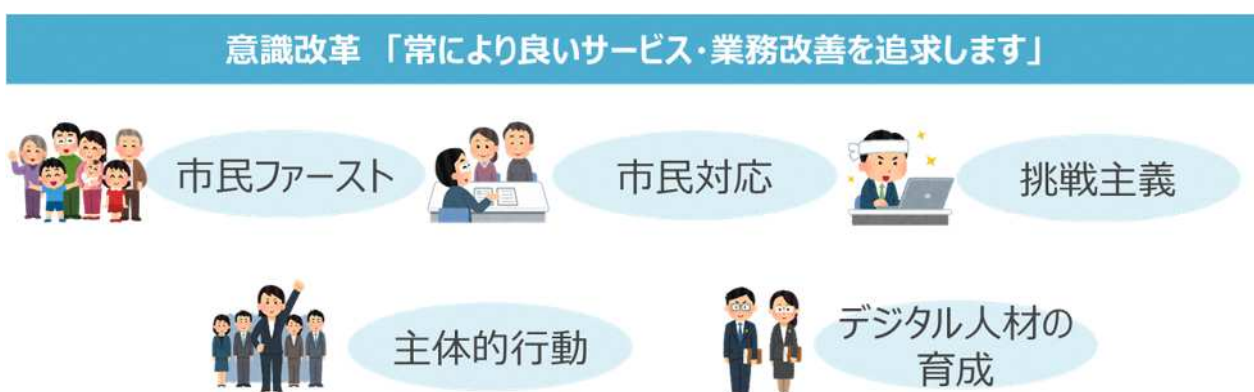 意識改革 「常により良いサービス・業務改善を追求します」
市民ファースト
市民対応
挑戦主義
主体的行動
デジタル人材の
育成